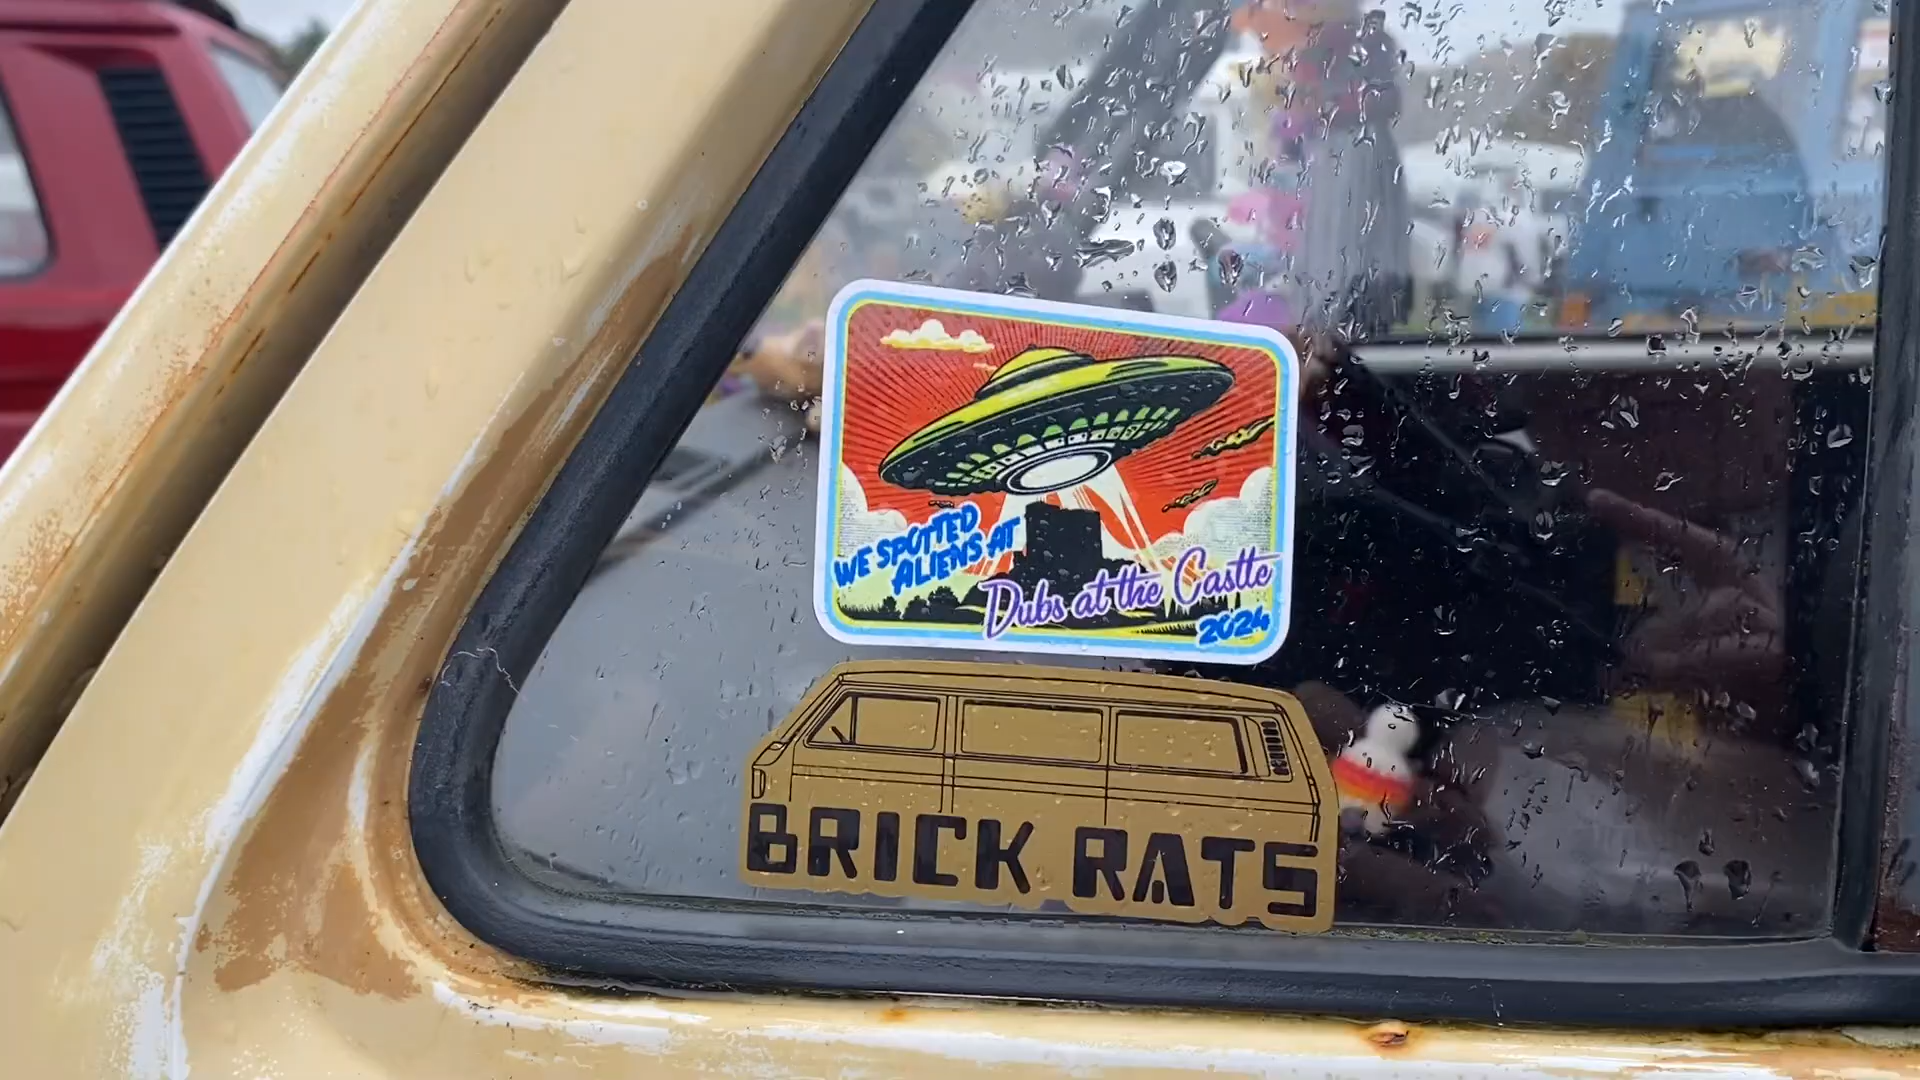 WE SPOTTED
ALIENS AT
Dubs at the Castle
2024
BRICK RATS